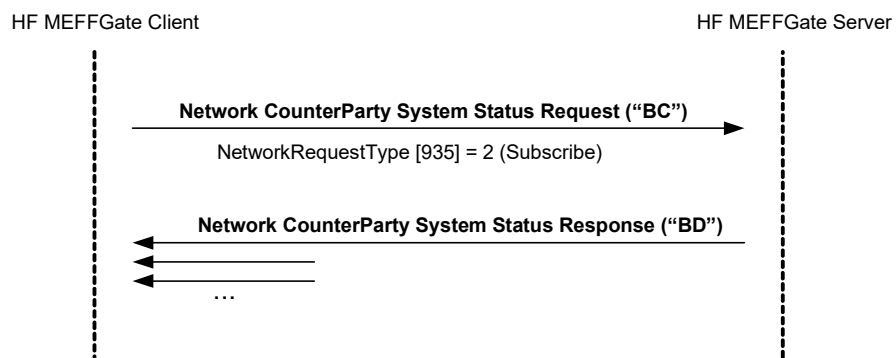 HF MEFFGate Client
HF MEFFGate Server
Network CounterParty System Status Request (“BC”)
NetworkRequestType [935] = 2 (Subscribe)
Network CounterParty System Status Response (“BD”)
…